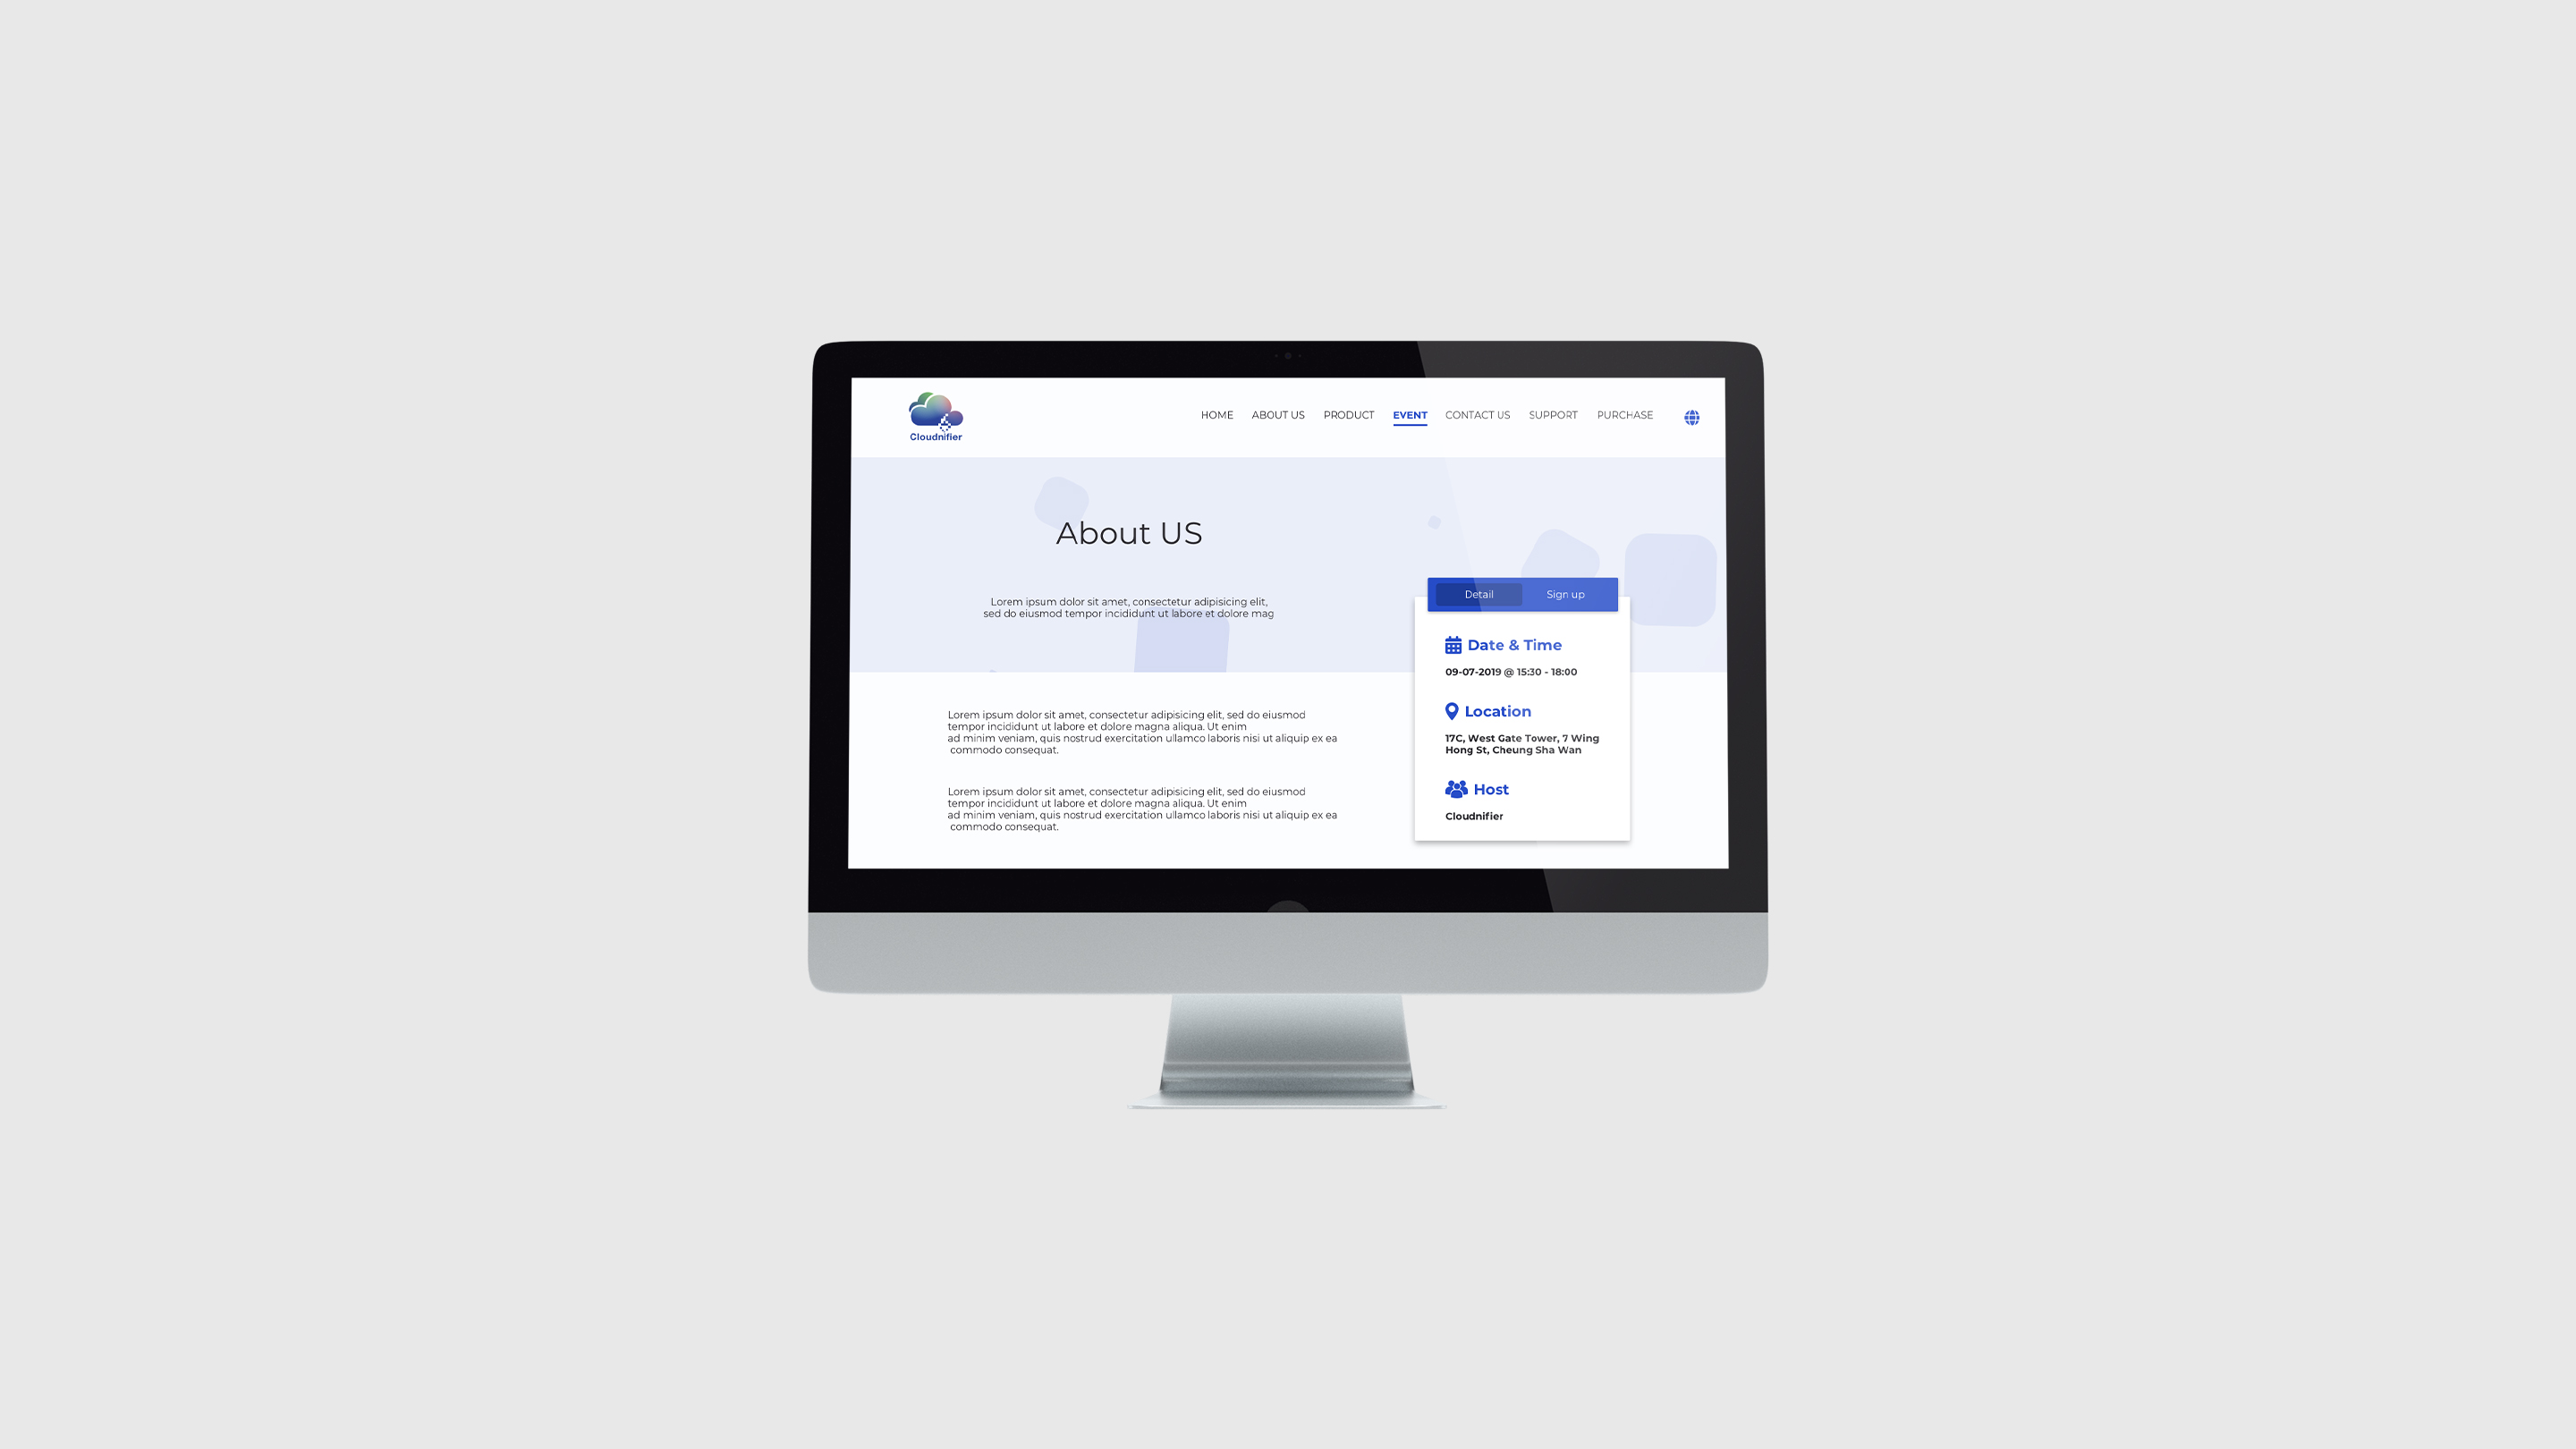 Cloudnifier
HOME ABOUT US PRODUCT EVENT CONTACT US SUPPORT PURCHASE
About US
Lorem ipsum dolor sit amet, consectetur adipisicing elit,
sed do eiusmod tempor incididunt ut labore et dolore mag
Lorem ipsum dolor sit amet, consectetur adipisicing elit, sed do eiusmod
tempor incididunt ut labore et dolore magna aliqua. Ut enim
ad minim veniam, quis nostrud exercitation ullamco laboris nisi ut aliquip ex ea
commodo consequat.
Lorem ipsum dolor sit amet, consectetur adipisicing elit, sed do eiusmod
tempor incididunt ut labore et dolore magna aliqua. Ut enim
ad minim veniam, quis nostrud exercitation ullamco laboris nisi ut aliquip ex ea
commodo consequat.
Detail Sign up
Date & Time
09-07-2019 @ 15:30 - 18:00
Location
17C, West Gate Tower, 7 Wing
Hong St, Cheung Sha Wan
Host
Cloudnifier